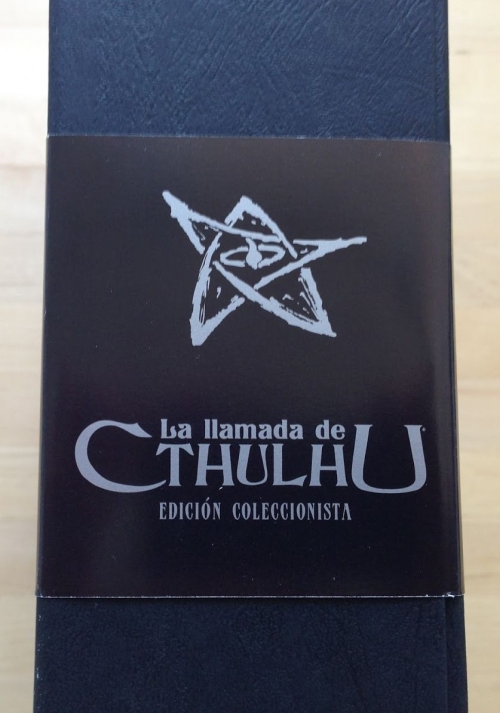 La llamada de
CTHULHU
EDICIÓN COLECCIONISTA